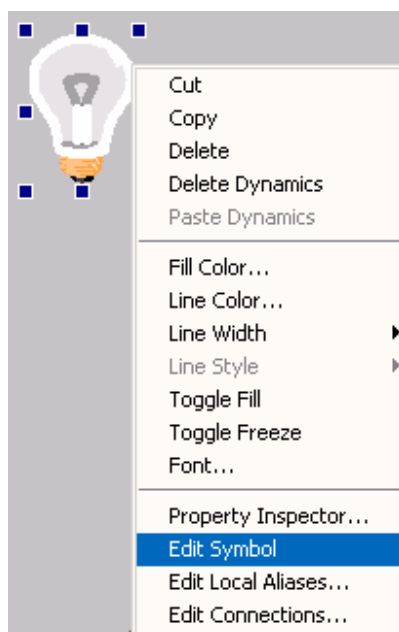 Cut
Copy
Delete
Delete Dynamics
Paste Dynamics
Fill Color...
Line Color...
Line Width
Line Style
Toggle Fill
Toggle Freeze
Font...
Property Inspector...
Edit Symbol
Edit Local Aliases...
Edit Connections...